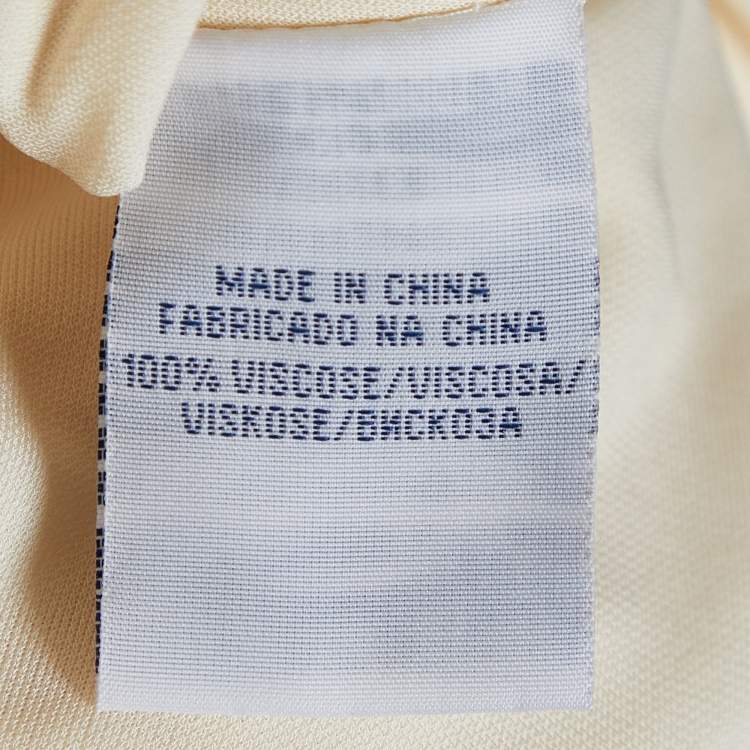 MADE IN CHINA
FABRICADO NA CHINA
100% VISCOSE/VISCOSA/
VISKOSE/ВИСКОЗА